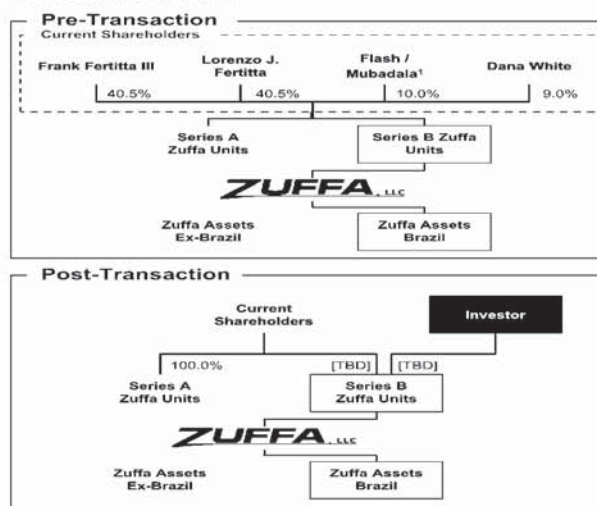 Pre-Transaction
Current Shareholders
Frank Fertitta III
Lorenzo J.
Fertitta
Flash /
Mubadala¹
Dana White
40.5%
40.5%
10.0%
9.0%
Series A
Zuffa Units
Series B Zuffa
Units
ZUFFA, LLC
Zuffa Assets
Ex-Brazil
Zuffa Assets
Brazil
Post-Transaction
Current
Shareholders
Investor
100.0%
[TBD]
[TBD]
Series A
Zuffa Units
Series B
Zuffa Units
ZUFFA, LLC
Zuffa Assets
Ex-Brazil
Zuffa Assets
Brazil